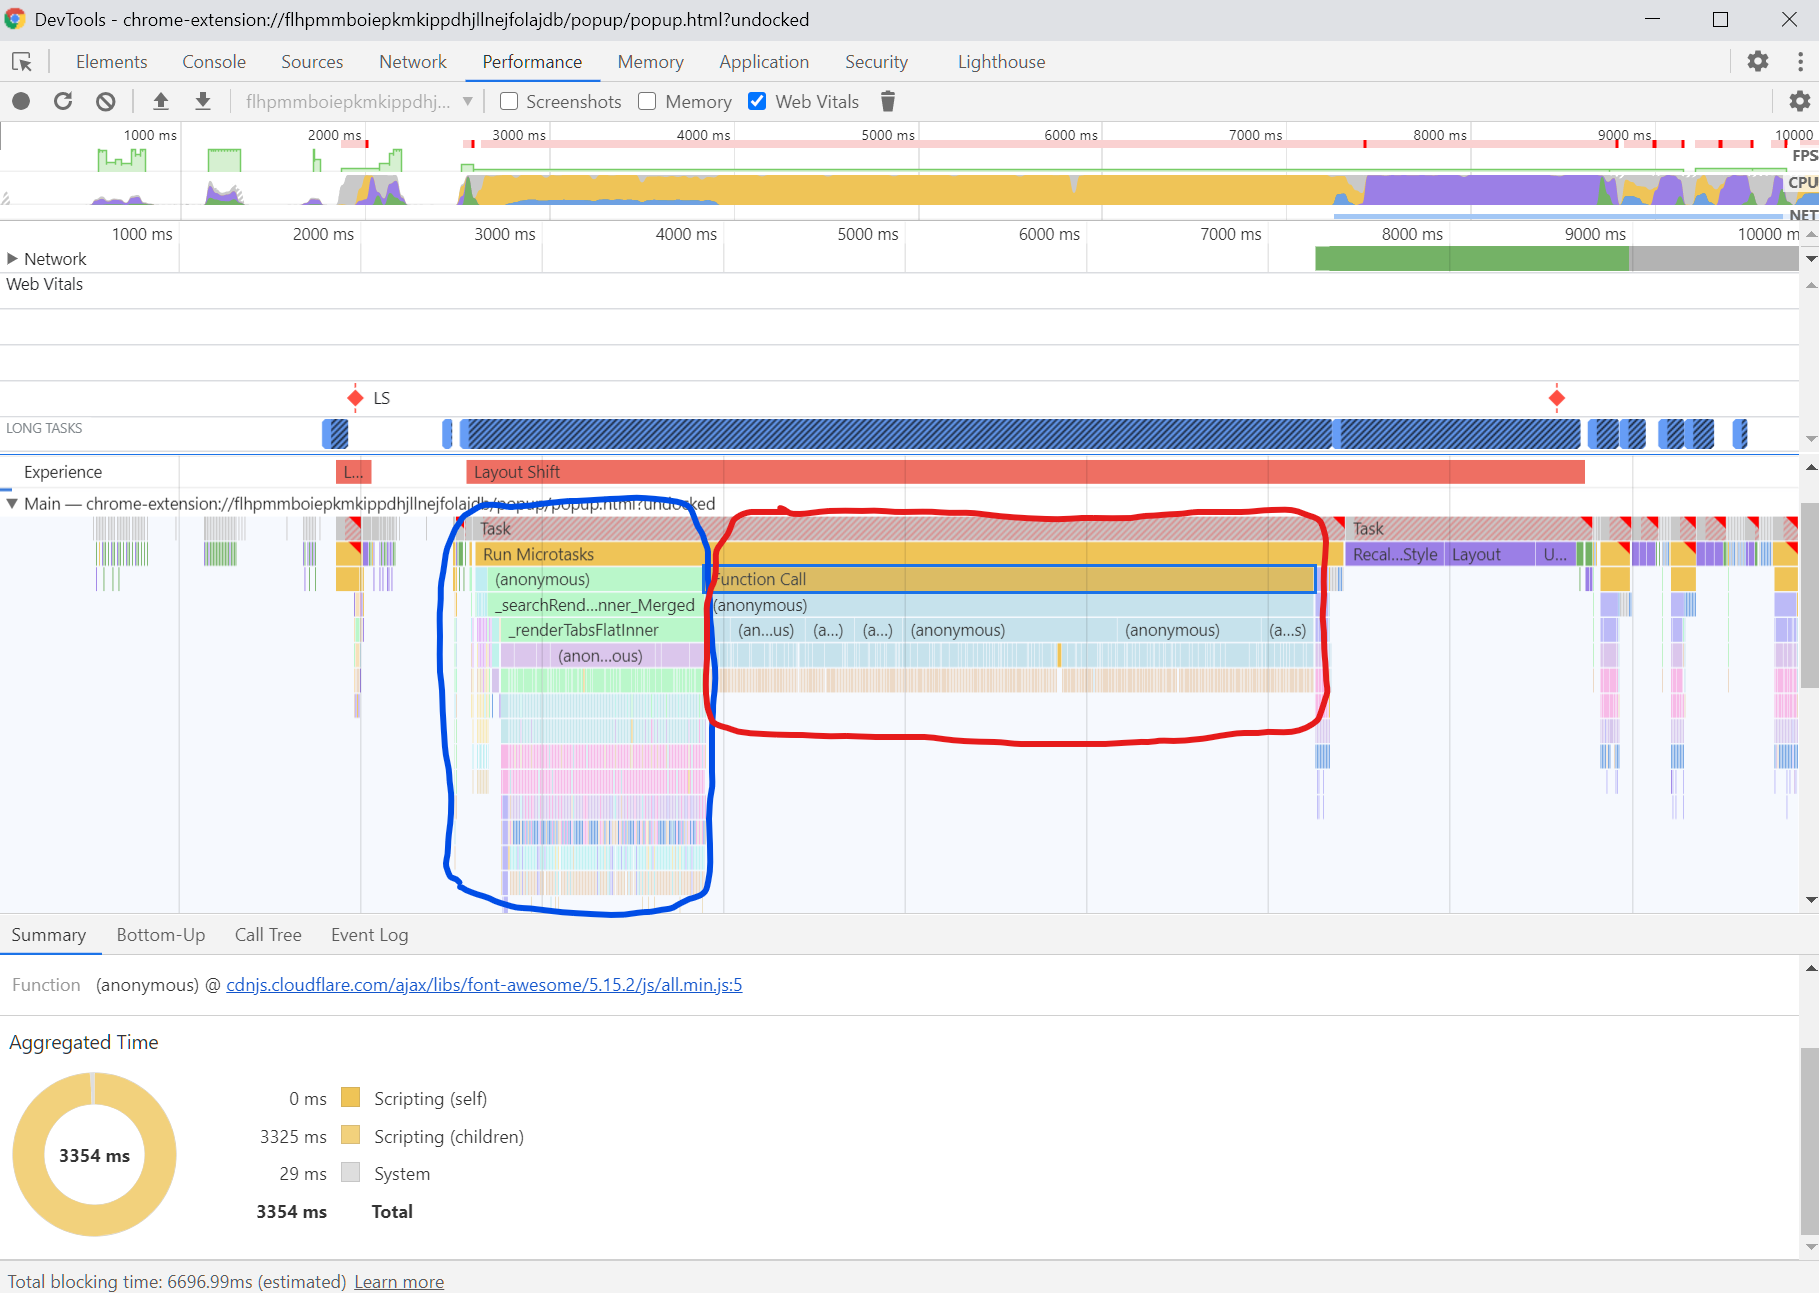 DevTools - chrome-extension://flhpmmboiepkmkippdhjllnejfolajdb/popup/popup.html?undocked
Elements Console Sources Network Performance Memory Application Security Lighthouse
flhpmmboiepkmkippdhj... Screenshots Memory Web Vitals
1000 ms 2000 ms 3000 ms 4000 ms 5000 ms 6000 ms 7000 ms 8000 ms 9000 ms 10000
FPS
CPU
NET
1000 ms 2000 ms 3000 ms 4000 ms 5000 ms 6000 ms 7000 ms 8000 ms 9000 ms 10000 m
Network
Web Vitals
LS
LONG TASKS
Experience L... Layout Shift
Main — chrome-extension://flhpmmboiepkmkippdhjllnejfolajdb/popup/popup.html?undocked
Task Task
Run Microtasks Recal...Style Layout U...
(anonymous) Function Call
_searchRend...nner_Merged (anonymous)
_renderTabsFlatInner (an...us) (a...) (a...) (anonymous) (anonymous) (a...s)
(anon...ous)
Summary Bottom-Up Call Tree Event Log
Function (anonymous) @ cdnjs.cloudflare.com/ajax/libs/font-awesome/5.15.2/js/all.min.js:5
Aggregated Time
0 ms Scripting (self)
3325 ms Scripting (children)
3354 ms
29 ms System
3354 ms Total
Total blocking time: 6696.99ms (estimated) Learn more